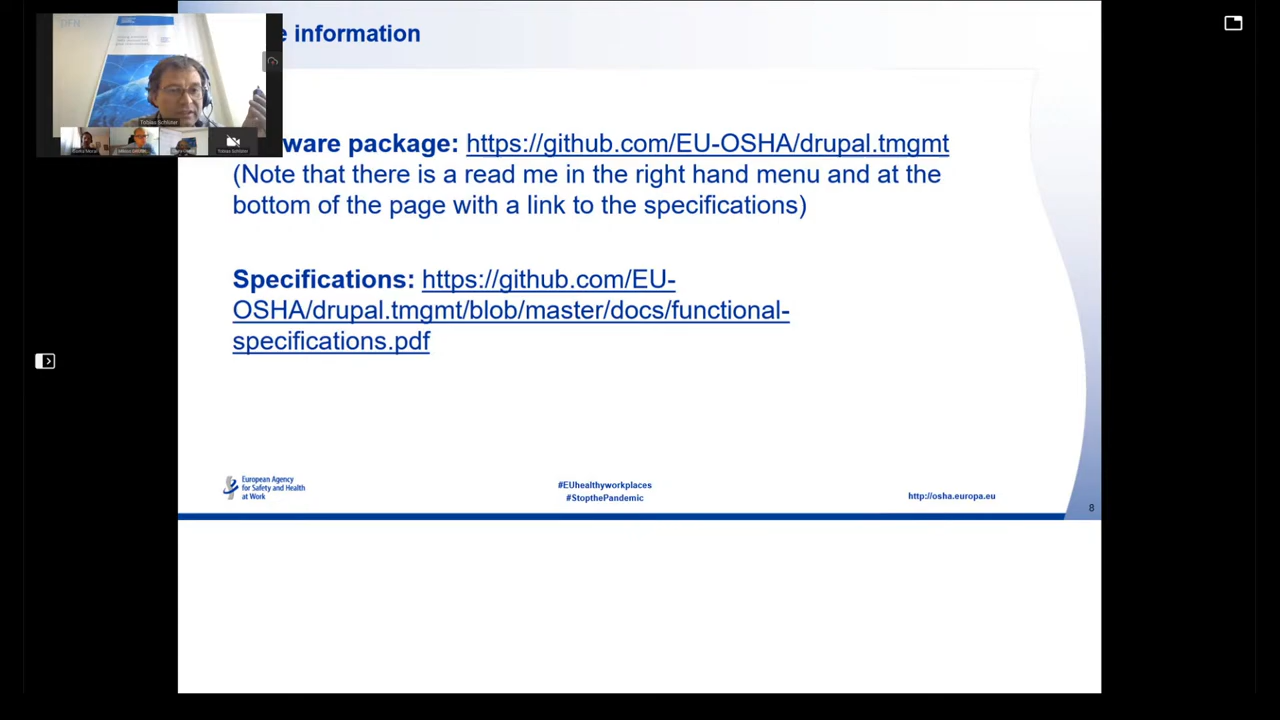 DFN
e information
Tobias Schlüter
ware package: https://github.com/EU-OSHA/drupal.tmgmt
(Note that there is a read me in the right hand menu and at the
bottom of the page with a link to the specifications)
Specifications: https://github.com/EU-
OSHA/drupal.tmgmt/blob/master/docs/functional-
specifications.pdf
European Agency
for Safety and Health
at Work
#EUhealthyworkplaces
#StopthePandemic
http://osha.europa.eu
8